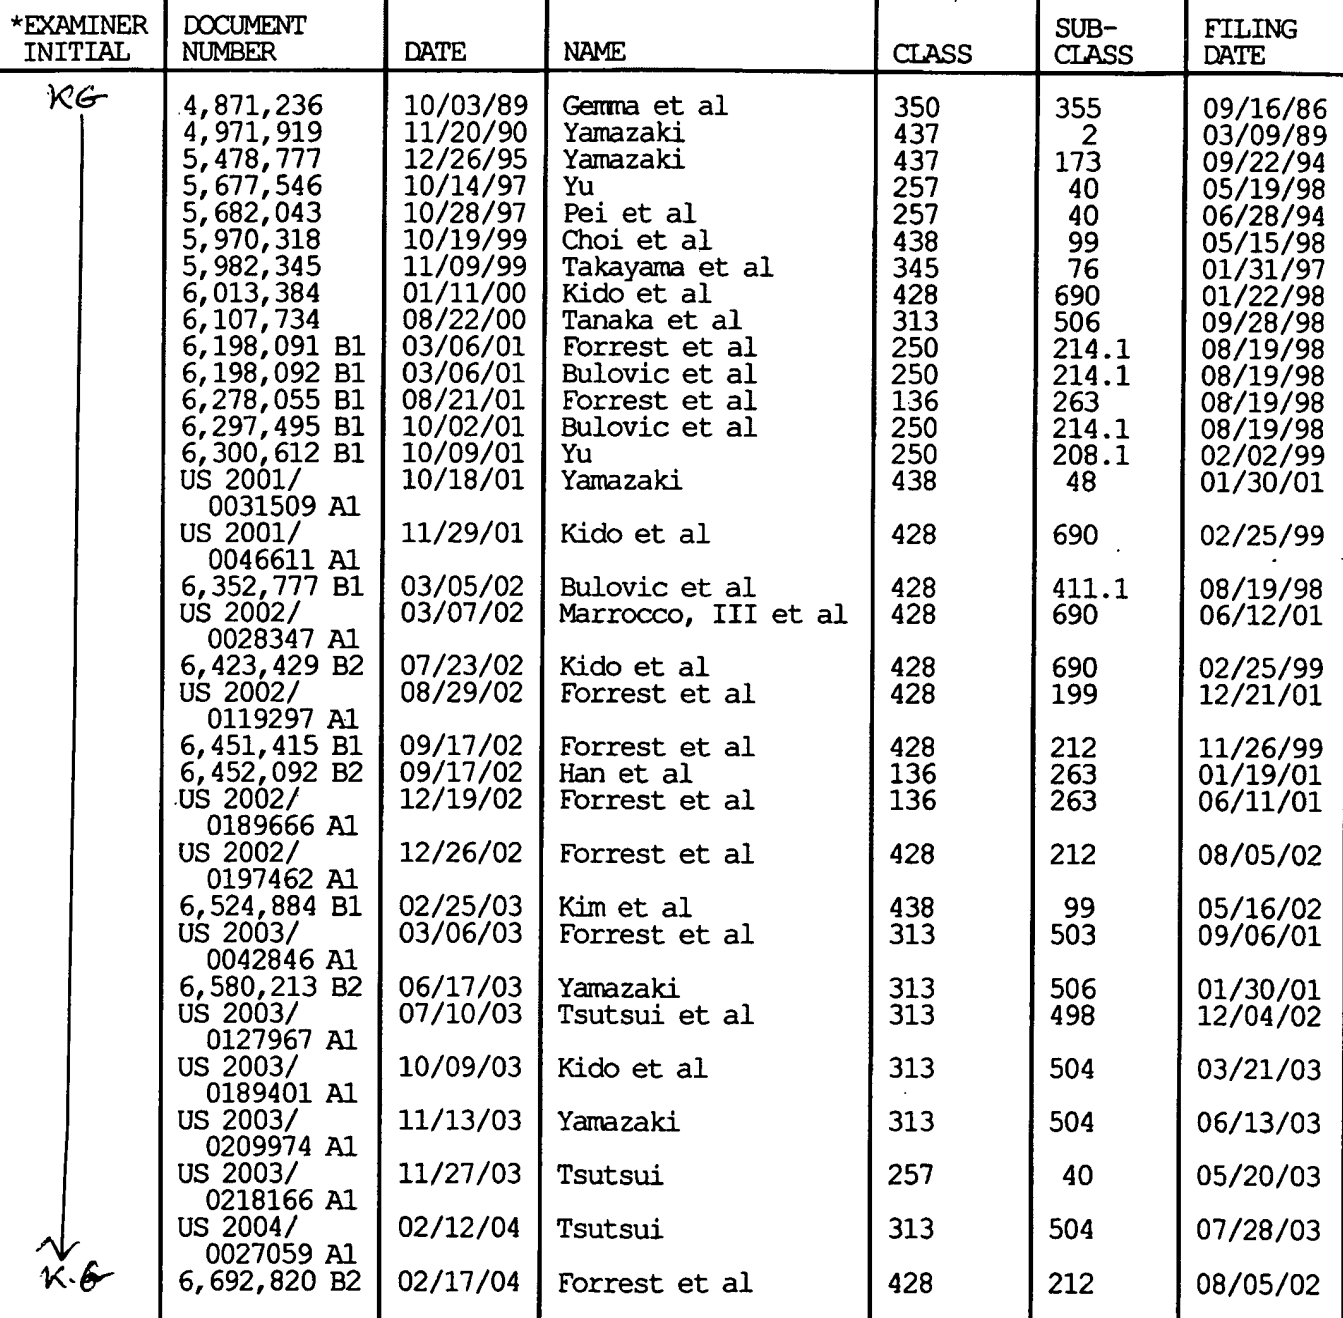 *EXAMINER INITIAL DOCUMENT NUMBER DATE NAME CLASS SUB-CLASS FILING DATE
KG 4,871,236 10/03/89 Gemma et al 350 355 09/16/86
4,971,919 11/20/90 Yamazaki 437 2 03/09/89
5,478,777 12/26/95 Yamazaki 437 173 09/22/94
5,677,546 10/14/97 Yu 257 40 05/19/98
5,682,043 10/28/97 Pei et al 257 40 06/28/94
5,970,318 10/19/99 Choi et al 438 99 05/15/98
5,982,345 11/09/99 Takayama et al 345 76 01/31/97
6,013,384 01/11/00 Kido et al 428 690 01/22/98
6,107,734 08/22/00 Tanaka et al 313 506 09/28/98
6,198,091 B1 03/06/01 Forrest et al 250 214.1 08/19/98
6,198,092 B1 03/06/01 Bulovic et al 250 214.1 08/19/98
6,278,055 B1 08/21/01 Forrest et al 136 263 08/19/98
6,297,495 B1 10/02/01 Bulovic et al 250 214.1 08/19/98
6,300,612 B1 10/09/01 Yu 250 208.1 02/02/99
US 2001/ 10/18/01 Yamazaki 438 48 01/30/01
0031509 A1
US 2001/ 11/29/01 Kido et al 428 690 02/25/99
0046611 A1
6,352,777 B1 03/05/02 Bulovic et al 428 411.1 08/19/98
US 2002/ 03/07/02 Marrocco, III et al 428 690 06/12/01
0028347 A1
6,423,429 B2 07/23/02 Kido et al 428 690 02/25/99
US 2002/ 08/29/02 Forrest et al 428 199 12/21/01
0119297 A1
6,451,415 B1 09/17/02 Forrest et al 428 212 11/26/99
6,452,092 B2 09/17/02 Han et al 136 263 01/19/01
US 2002/ 12/19/02 Forrest et al 136 263 06/11/01
0189666 A1
US 2002/ 12/26/02 Forrest et al 428 212 08/05/02
0197462 A1
6,524,884 B1 02/25/03 Kim et al 438 99 05/16/02
US 2003/ 03/06/03 Forrest et al 313 503 09/06/01
0042846 A1
6,580,213 B2 06/17/03 Yamazaki 313 506 01/30/01
US 2003/ 07/10/03 Tsutsui et al 313 498 12/04/02
0127967 A1
US 2003/ 10/09/03 Kido et al 313 504 03/21/03
0189401 A1
US 2003/ 11/13/03 Yamazaki 313 504 06/13/03
0209974 A1
US 2003/ 11/27/03 Tsutsui 257 40 05/20/03
0218166 A1
US 2004/ 02/12/04 Tsutsui 313 504 07/28/03
0027059 A1
K.G 6,692,820 B2 02/17/04 Forrest et al 428 212 08/05/02